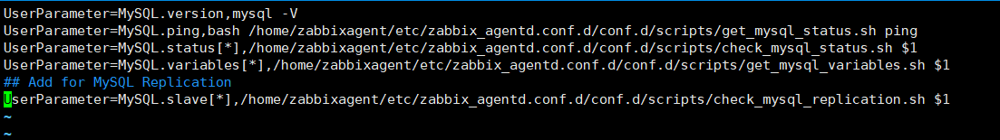 UserParameter=MySQL.version,mysql -V
UserParameter=MySQL.ping,bash /home/zabbixagent/etc/zabbix_agentd.conf.d/conf.d/scripts/get_mysql_status.sh ping
UserParameter=MySQL.status[*],/home/zabbixagent/etc/zabbix_agentd.conf.d/conf.d/scripts/check_mysql_status.sh $1
UserParameter=MySQL.variables[*],/home/zabbixagent/etc/zabbix_agentd.conf.d/conf.d/scripts/get_mysql_variables.sh $1
## Add for MySQL Replication
UserParameter=MySQL.slave[*],/home/zabbixagent/etc/zabbix_agentd.conf.d/conf.d/scripts/check_mysql_replication.sh $1
~
~